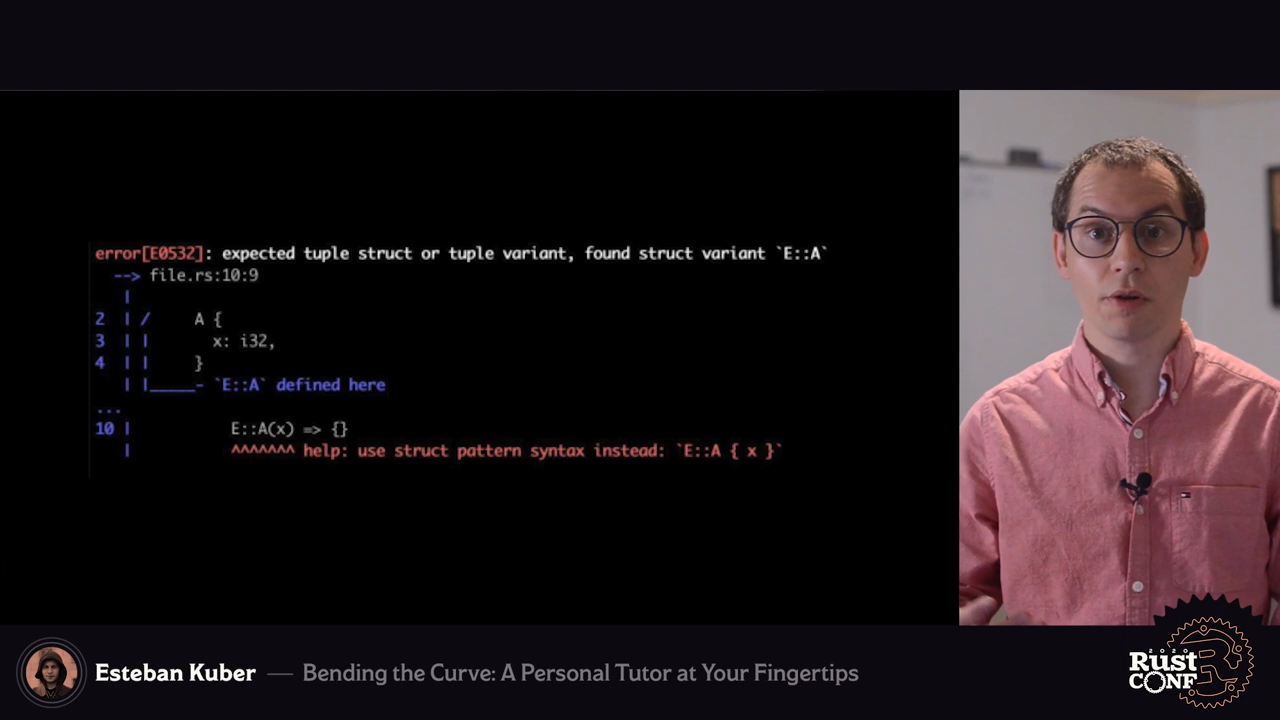 error[E0532]: expected tuple struct or tuple variant, found struct variant `E::A`
--> file.rs:10:9
|
2 | / A {
3 | | x: i32,
4 | | }
| |_____- `E::A` defined here
...
10 | E::A(x) => {}
| ^^^^^^^ help: use struct pattern syntax instead: `E::A { x }`
Esteban Kuber — Bending the Curve: A Personal Tutor at Your Fingertips
2020
Rust
CONF
R